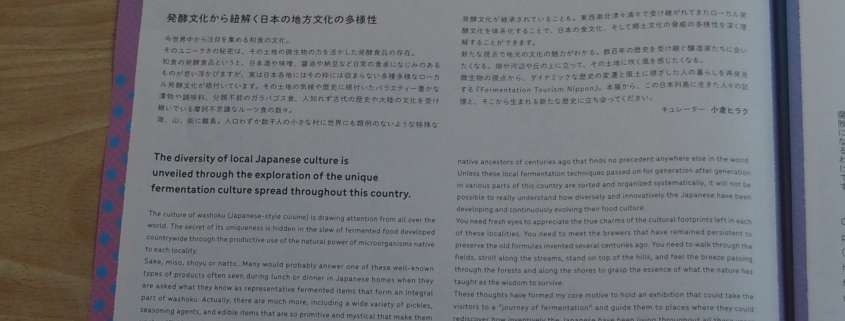 発酵文化から紐解く日本の地方文化の多様性
今世界中から注目を集める和食の文化。
そのユニークさの秘密は、その土地の微生物の力を活かした発酵食品の存在。
和食の発酵食品というと、日本酒や味噌、醤油や納豆など日常の食卓になじみのある
ものが思い浮かびますが、実は日本各地にはその枠には収まらない多種多様なローカ
ル発酵文化が根付いています。その土地の気候や歴史に根付いたバラエティー豊かな
漬物や調味料、分類不能のガラパゴス食、人知れず古代の歴史や大陸の文化を受け
継いでいる摩訶不思議なルーツ食の数々。
海、山、街に離島。人口わずか数千人の小さな村に世界にも類例のないような特殊な
発酵文化が継承されていることも。東西南北津々浦々で受け継がれてきたローカル発
酵文化を体系化することで、日本の食文化、そして郷土文化の脅威の多様性を深く理
解することができます。
新たな視点で地元の文化の魅力がわかる。数百年の歴史を受け継ぐ醸造家たちに会い
たくなる。畑や河辺や丘の上に立って、その土地に吹く風を感じたくなる。
微生物の視点から、ダイナミックな歴史の変遷と風土に根ざした人の暮らしを再発見
する『Fermentation Tourism Nippon』。本展から、この日本列島に生きた人々の記
憶と、そこから生まれる新たな歴史に立ち会ってください。
キュレーター 小倉ヒラク
The diversity of local Japanese culture is
unveiled through the exploration of the unique
fermentation culture spread throughout this country.
The culture of washoku (Japanese-style cuisine) is drawing attention from all over the
world. The secret of its uniqueness is hidden in the slew of fermented food developed
countrywide through the productive use of the natural power of microorganisms native
to each locality.
Sake, miso, shoyu or natto.. Many would probably answer one of these well-known
types of products often seen during lunch or dinner in Japanese homes when they
are asked what they know as representative fermented items that form an integral
part of washoku. Actually, there are much more, including a wide variety of pickles,
seasoning agents, and edible items that are so primitive and mystical that make them
native ancestors of centuries ago that finds no precedent anywhere else in the world.
Unless these local fermentation techniques passed on for generation after generation
in various parts of this country are sorted and organized systematically, it will not be
possible to really understand how diversely and innovatively the Japanese have been
developing and continuously evolving their food culture.
You need fresh eyes to appreciate the true charms of the cultural footprints left in each
of these localities. You need to meet the brewers that have remained persistent to
preserve the old formulas invented several centuries ago. You need to walk through the
fields, stroll along the streams, stand on top of the hills, and feel the breeze passing
through the forests and along the shores to grasp the essence of what the nature has
taught as the wisdom to survive.
These thoughts have formed my core motive to hold an exhibition that could take the
visitors to a "journey of fermentation" and guide them to places where they could
rediscover how inventively the Japanese have been living throughout all those